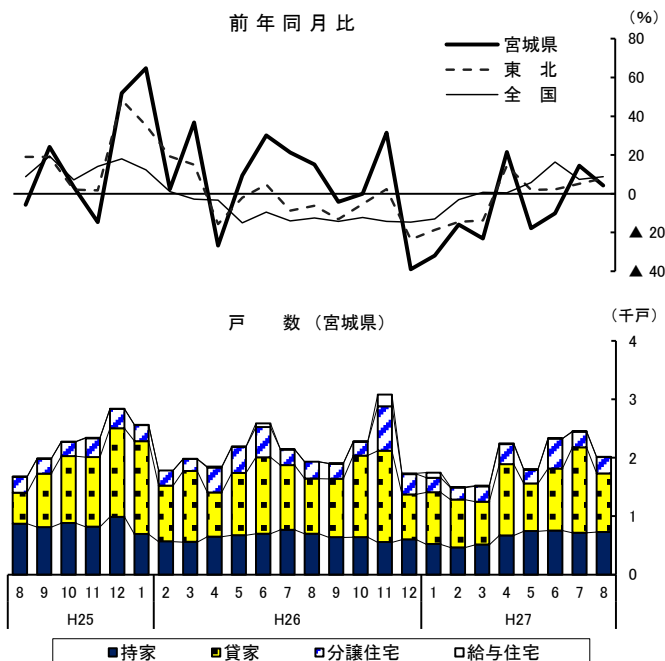 前年同月比
(%)
80
60
40
20
0
▲ 20
▲ 40
宮城県
東　北
全　国
戸　　数（宮城県）
（千戸）
4
3
2
1
0
8 9 10 11 12 1 2 3 4 5 6 7 8 9 10 11 12 1 2 3 4 5 6 7 8
H25 H26 H27
持家 貸家 分譲住宅 給与住宅